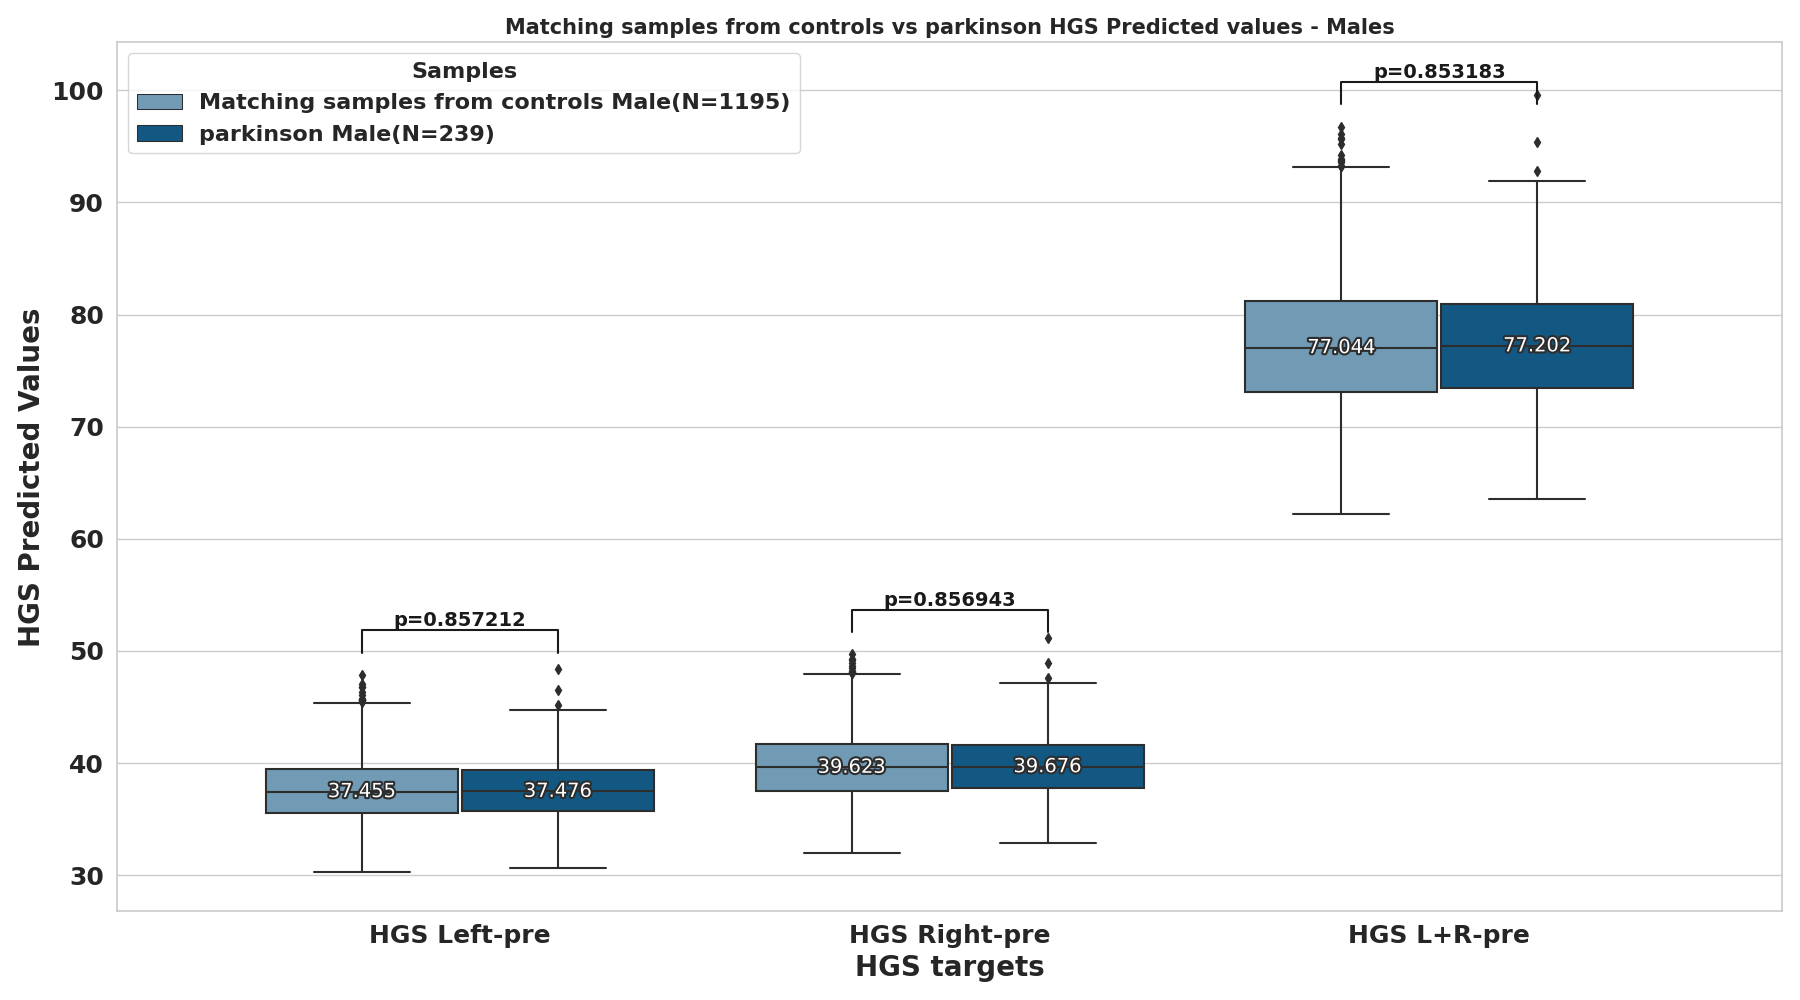 Matching samples from controls vs parkinson HGS Predicted values - Males
Samples
Matching samples from controls Male(N=1195)
parkinson Male(N=239)
HGS Predicted Values
100
90
80
70
60
50
40
30
p=0.857212
p=0.856943
p=0.853183
37.455
37.476
39.623
39.676
77.044
77.202
HGS Left-pre
HGS Right-pre
HGS L+R-pre
HGS targets